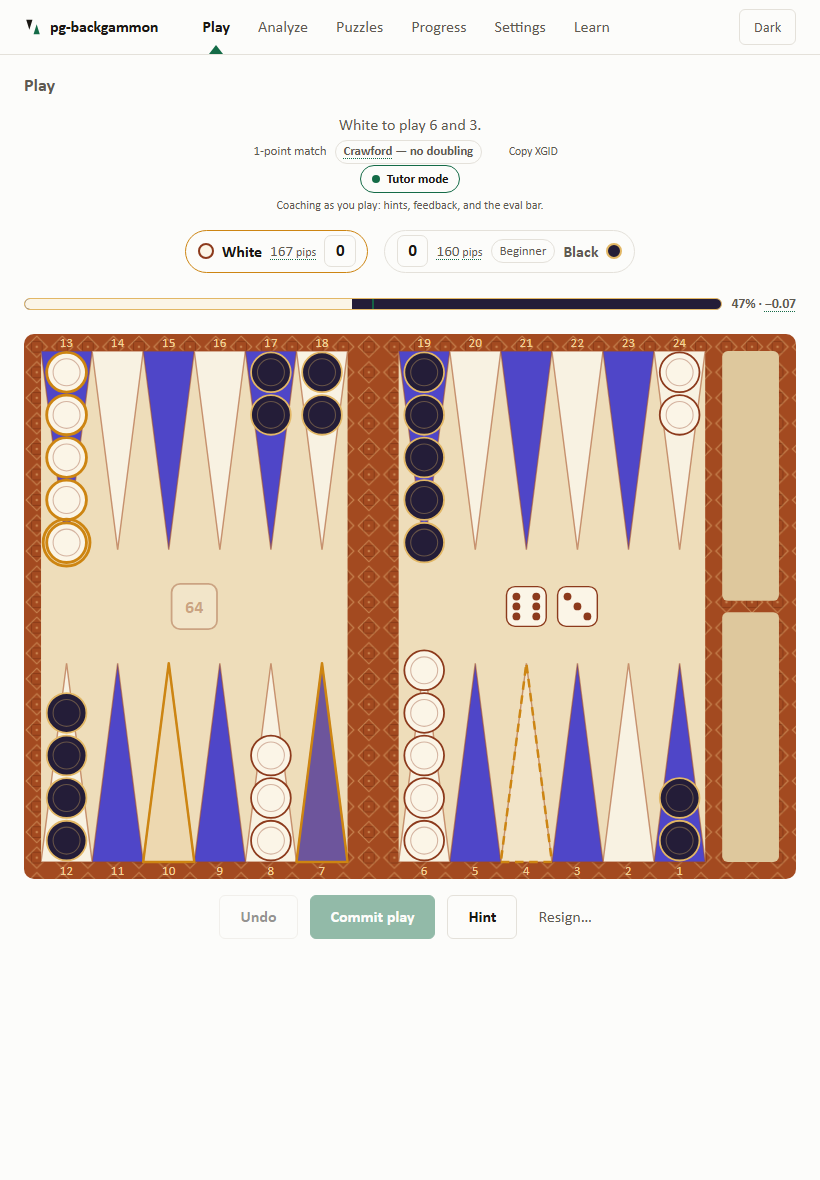 pg-backgammon Play Analyze Puzzles Progress Settings Learn Dark
Play
White to play 6 and 3.
1-point match Crawford — no doubling Copy XGID
Tutor mode
Coaching as you play: hints, feedback, and the eval bar.
White 167 pips 0 0 160 pips Beginner Black
47% · −0.07
13 14 15 16 17 18 19 20 21 22 23 24
64
12 11 10 9 8 7 6 5 4 3 2 1
Undo Commit play Hint Resign...